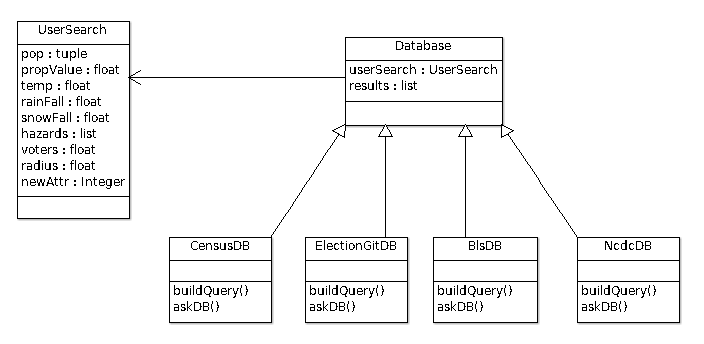 UserSearch
pop : tuple
propValue : float
temp : float
rainFall : float
snowFall : float
hazards : list
voters : float
radius : float
newAttr : Integer
Database
userSearch : UserSearch
results : list
CensusDB
buildQuery()
askDB()
ElectionGitDB
buildQuery()
askDB()
BlsDB
buildQuery()
askDB()
NcdcDB
buildQuery()
askDB()